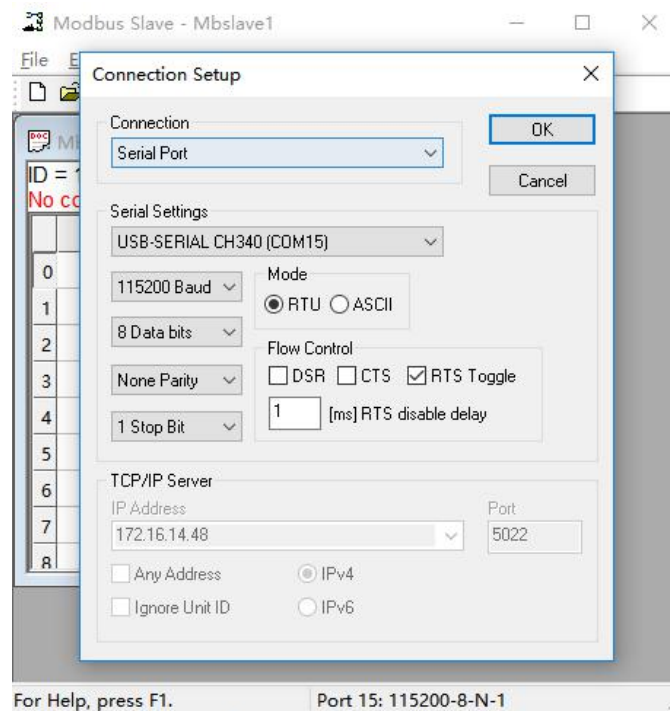 Modbus Slave - Mbslave1
File E
Connection Setup
Connection
Serial Port
OK
Cancel
ID = 1
No co
Serial Settings
USB-SERIAL CH340 (COM15)
115200 Baud
Mode
RTU ASCII
8 Data bits
Flow Control
None Parity
DSR CTS RTS Toggle
1 [ms] RTS disable delay
1 Stop Bit
0
1
2
3
4
5
6
7
8
TCP/IP Server
IP Address Port
172.16.14.48 5022
Any Address IPv4
Ignore Unit ID IPv6
For Help, press F1. Port 15: 115200-8-N-1